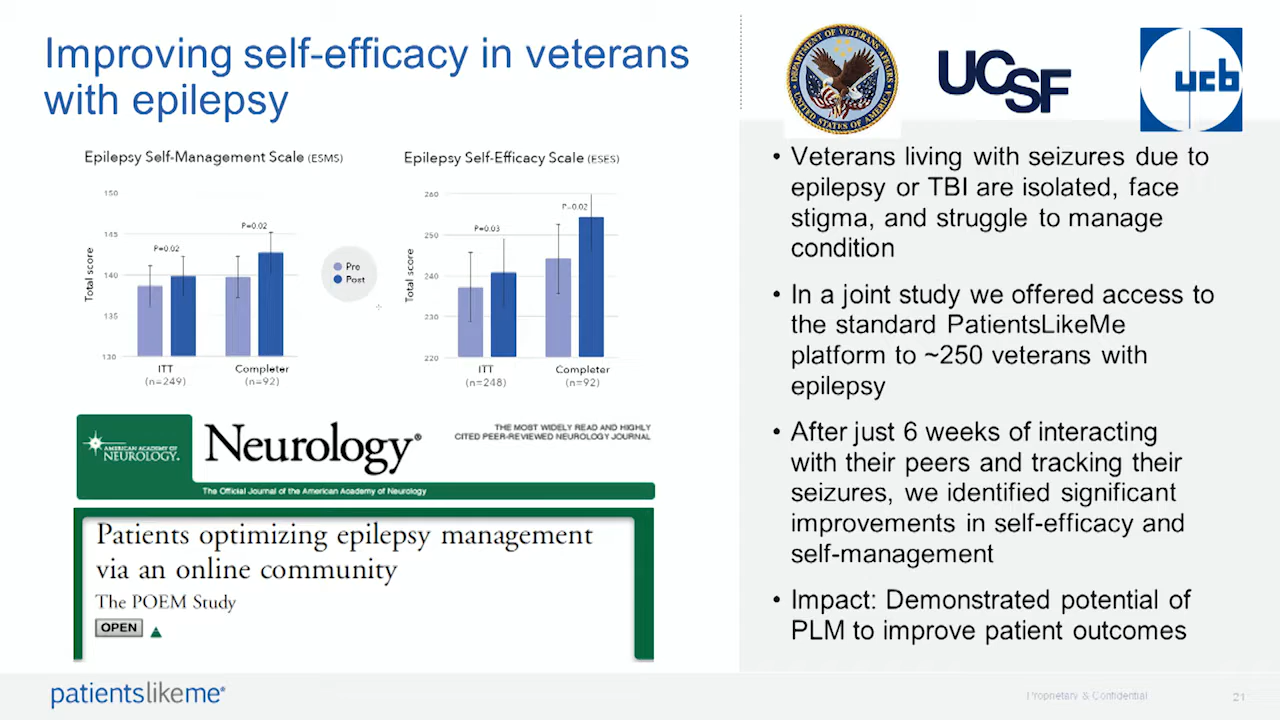 Improving self-efficacy in veterans
with epilepsy
Epilepsy Self-Management Scale (ESMS)
150
145
140
135
130
Total score
P=0.02
P=0.02
ITT
(n=249)
Completer
(n=92)
Pre
Post
Epilepsy Self-Efficacy Scale (ESES)
260
250
240
230
220
Total score
P=0.03
P=0.02
ITT
(n=248)
Completer
(n=92)
AMERICAN ACADEMY OF
NEUROLOGY.
Neurology®
THE MOST WIDELY READ AND HIGHLY
CITED PEER-REVIEWED NEUROLOGY JOURNAL
The Official Journal of the American Academy of Neurology
Patients optimizing epilepsy management
via an online community
The POEM Study
OPEN
DEPARTMENT OF VETERANS AFFAIRS
UNITED STATES OF AMERICA
UCSF
ucb
• Veterans living with seizures due to
epilepsy or TBI are isolated, face
stigma, and struggle to manage
condition
• In a joint study we offered access to
the standard PatientsLikeMe
platform to ~250 veterans with
epilepsy
• After just 6 weeks of interacting
with their peers and tracking their
seizures, we identified significant
improvements in self-efficacy and
self-management
• Impact: Demonstrated potential of
PLM to improve patient outcomes
patientslikeme®
Proprietary & Confidential
21